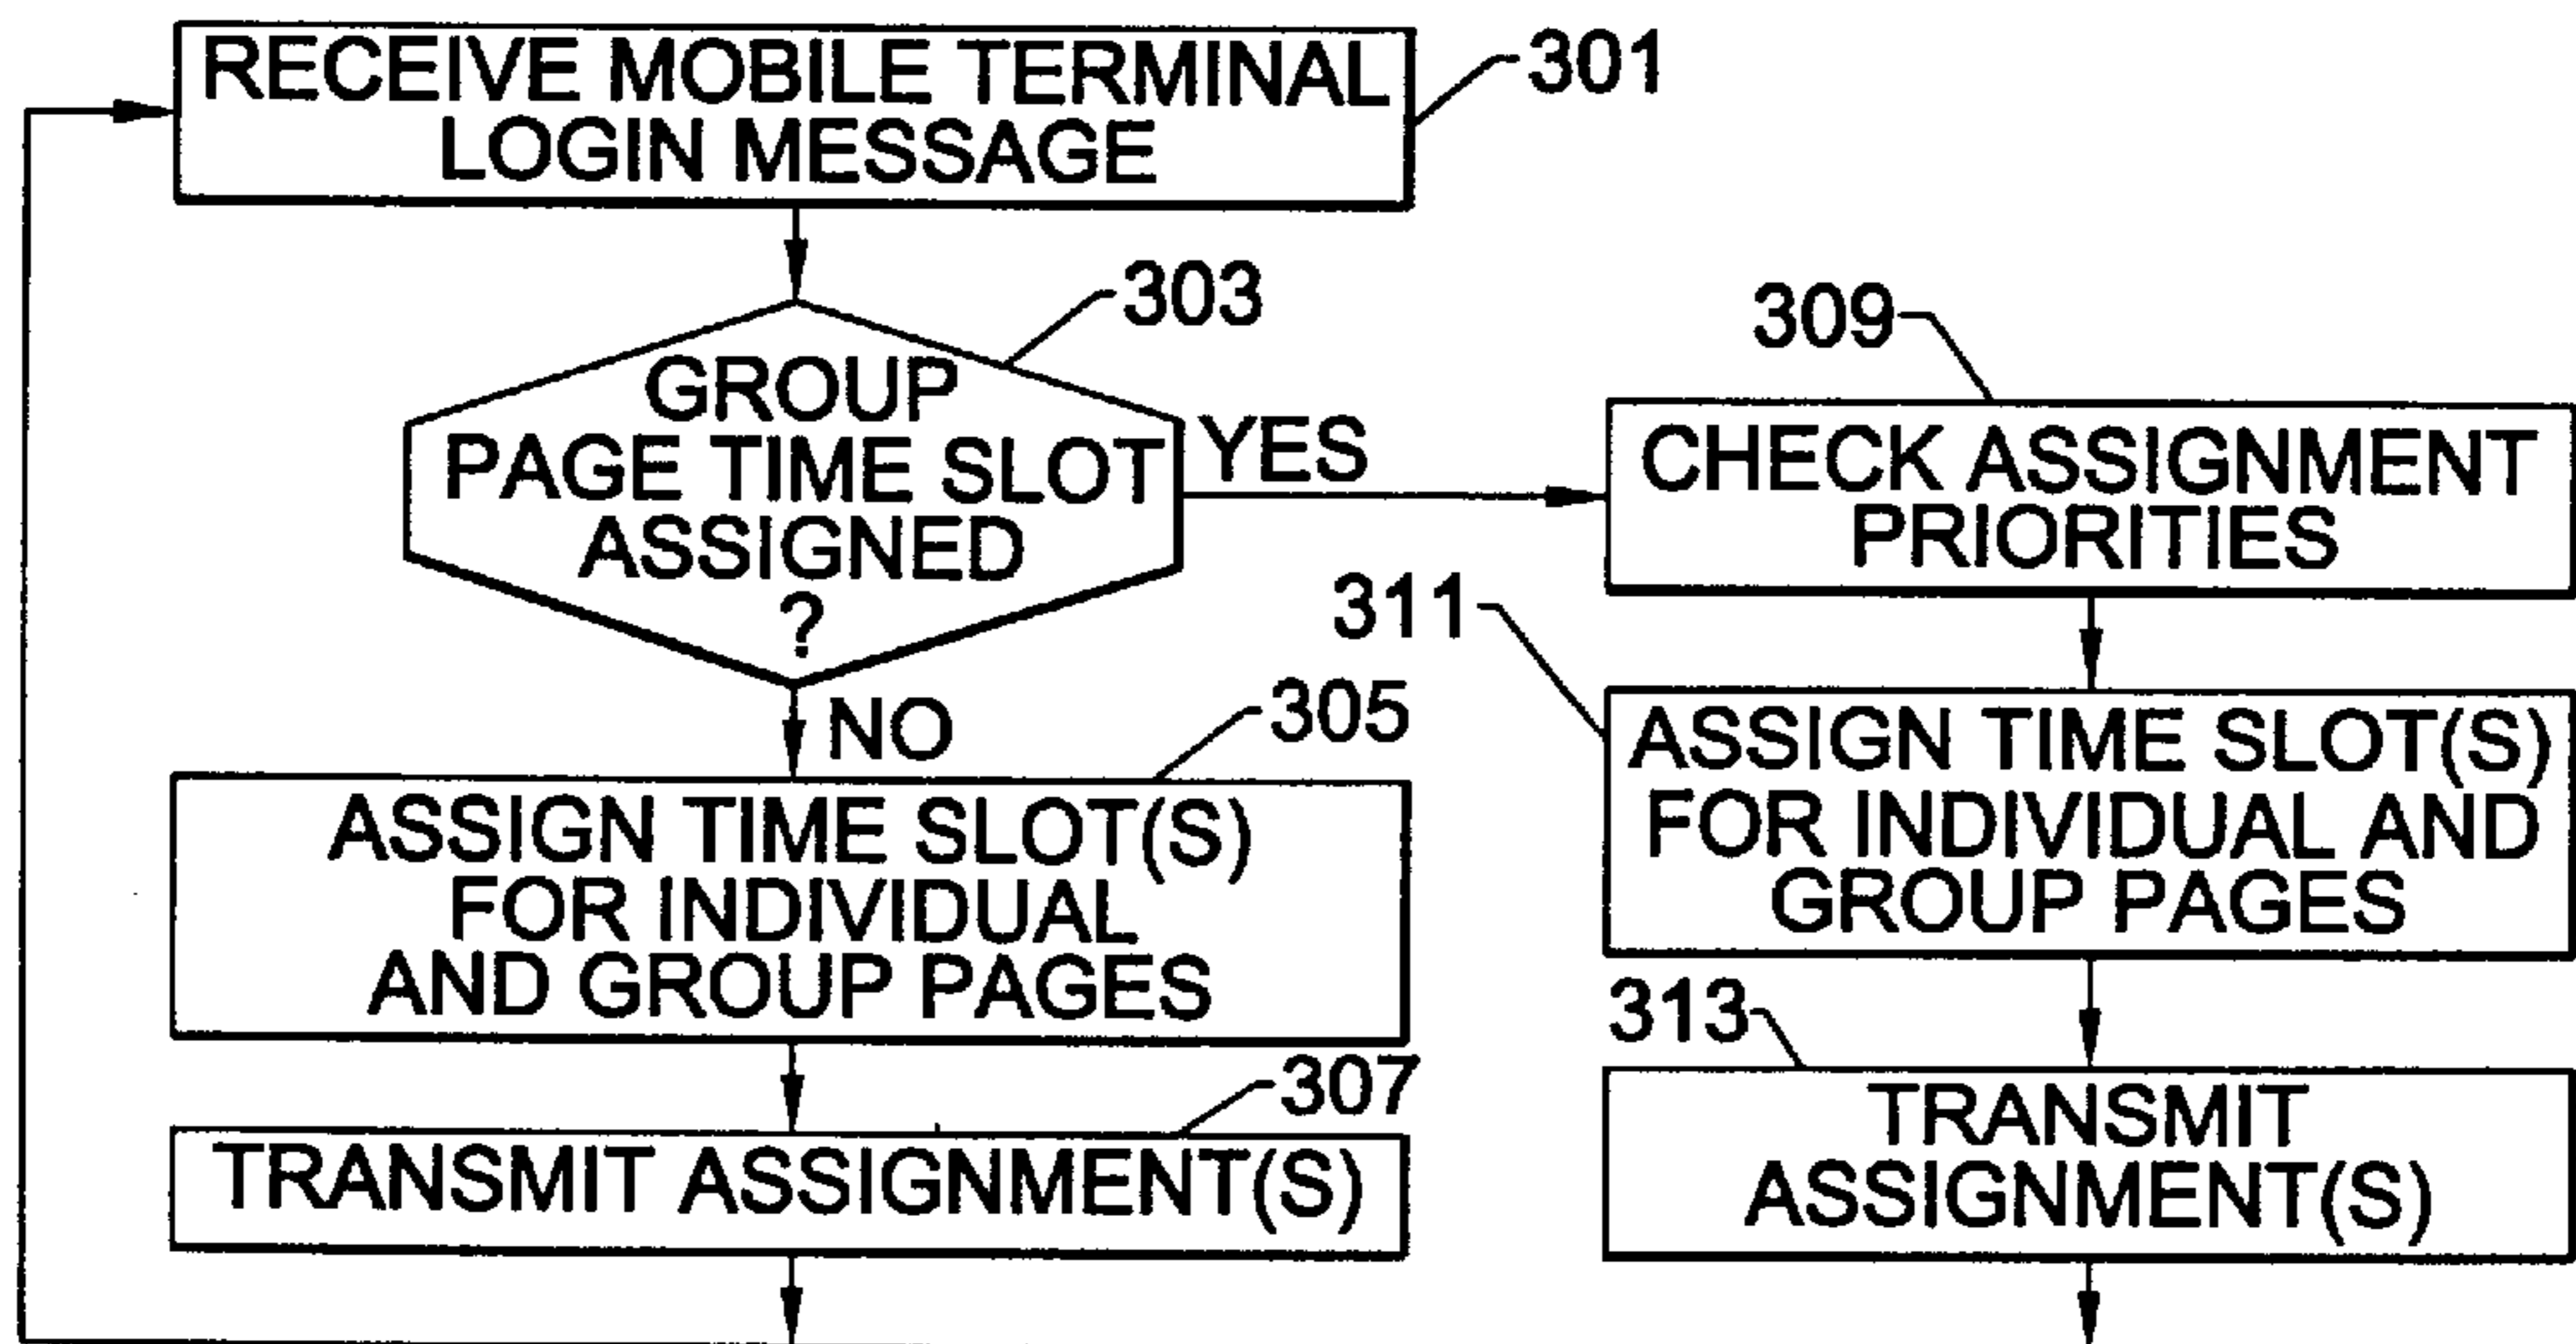 RECEIVE MOBILE TERMINAL
LOGIN MESSAGE
301
303
GROUP
PAGE TIME SLOT
ASSIGNED
?
YES
NO
305
ASSIGN TIME SLOT(S)
FOR INDIVIDUAL
AND GROUP PAGES
307
TRANSMIT ASSIGNMENT(S)
309
CHECK ASSIGNMENT
PRIORITIES
311
ASSIGN TIME SLOT(S)
FOR INDIVIDUAL AND
GROUP PAGES
313
TRANSMIT
ASSIGNMENT(S)